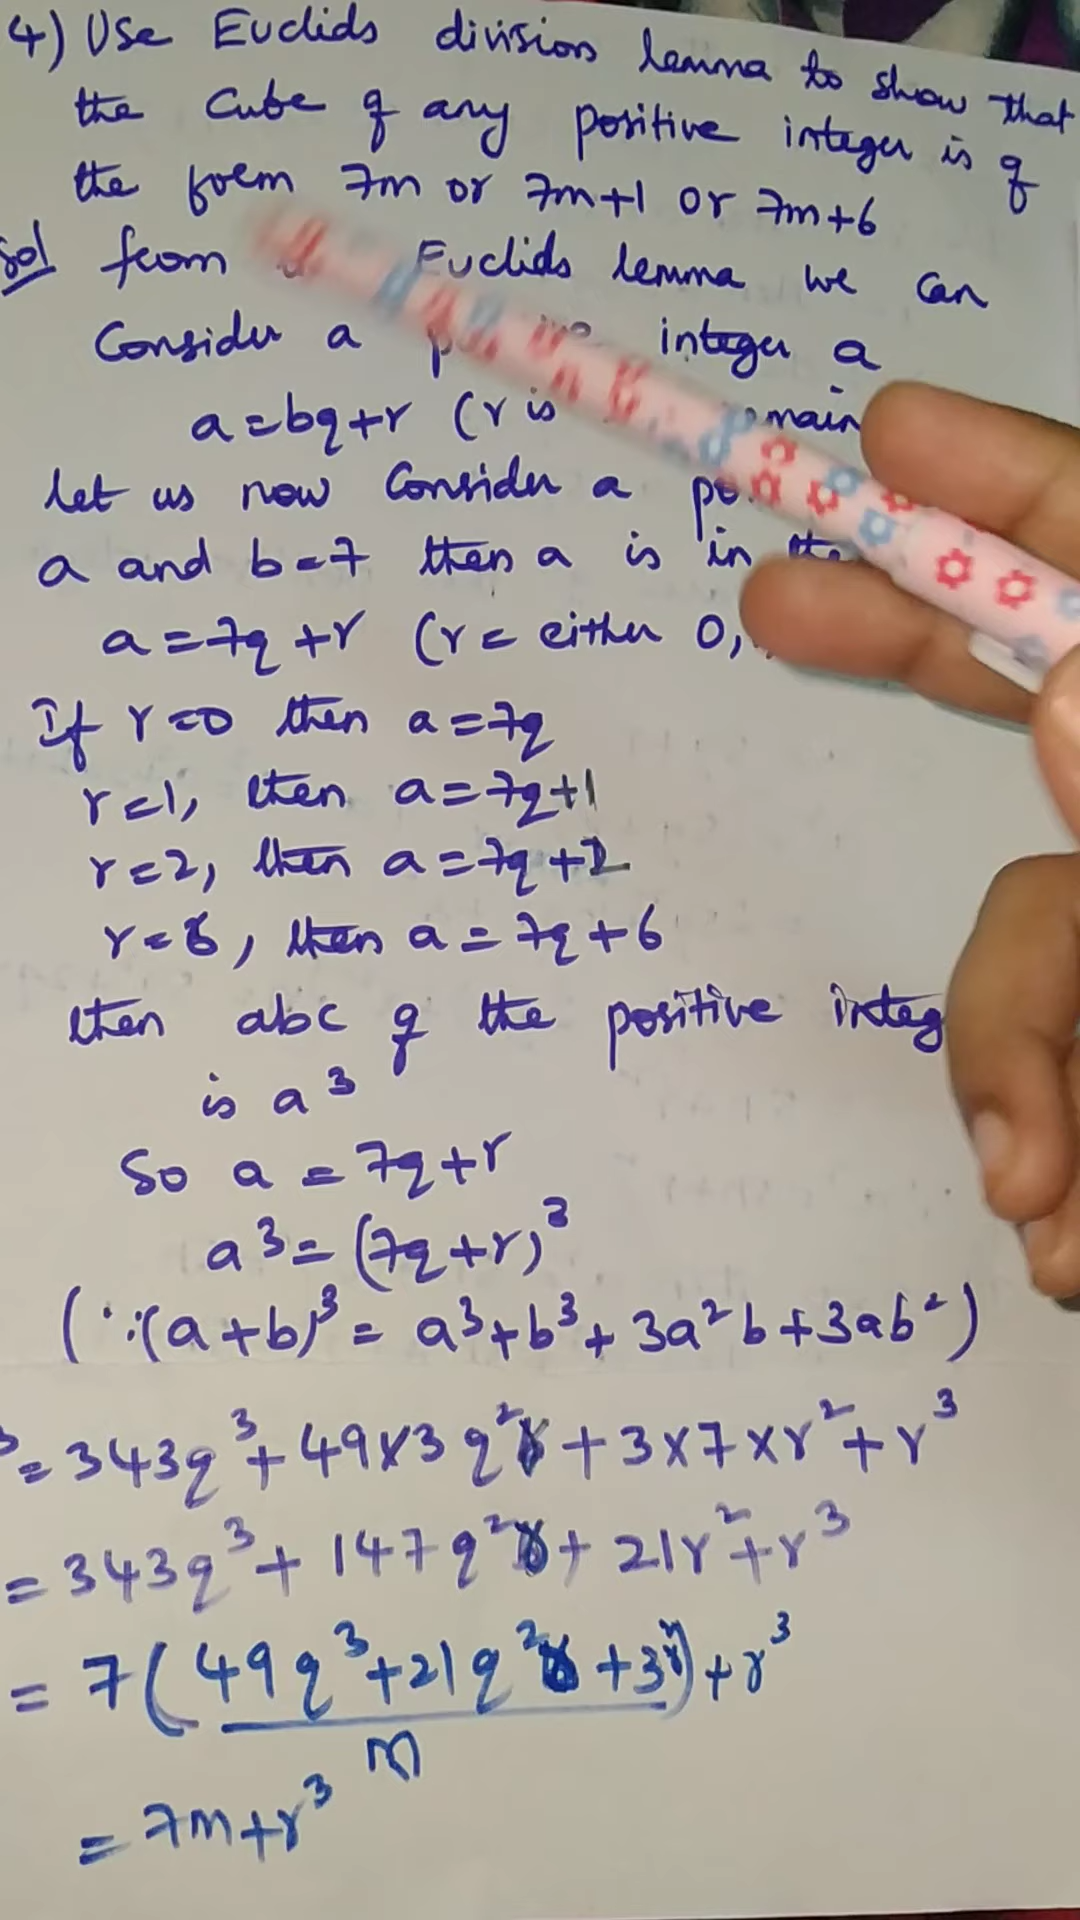 4) Use Euclids division lemma to show that
the cube of any positive integer is of
the form 7m or 7m+1 or 7m+6
Sol from Euclids lemma we can
Consider a integer a
a=bq+r (r is
let us now Consider a
a and b=7 then a is in the
a=7q+r (r= either 0,
If r=0 then a=7q
r=1, then a=7q+1
r=2, then a=7q+2
r=6, then a=7q+6
then abc of the positive integ
is a³
So a = 7q+r
a³= (7q+r)³
(∵(a+b)³= a³+b³+3a²b+3ab²)
³=343q³+49×3q²r+3×7×r²+r³
=343q³+147q²r+21r²+r³
=7(49q³+21q²r+3r²)+r³
m
=7m+r³